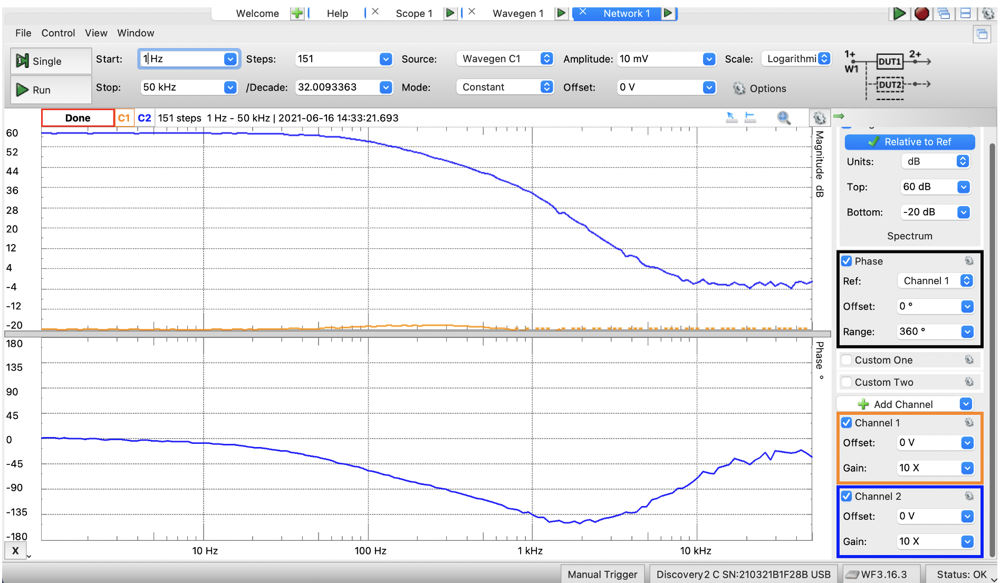 Welcome Help Scope 1 Wavegen 1 Network 1
File Control View Window
Single Start: 1 Hz Steps: 151 Source: Wavegen C1 Amplitude: 10 mV Scale: Logarithmi
1+ W1 DUT1 2+
DUT2
Run Stop: 50 kHz /Decade: 32.0093363 Mode: Constant Offset: 0 V Options
Done C1 C2 151 steps 1 Hz - 50 kHz | 2021-06-16 14:33:21.693
60
52
44
36
28
20
12
4
-4
-12
-20
Magnitude dB
180
135
90
45
0
-45
-90
-135
-180
Phase °
X
10 Hz 100 Hz 1 kHz 10 kHz
Relative to Ref
Units: dB
Top: 60 dB
Bottom: -20 dB
Spectrum
Phase
Ref: Channel 1
Offset: 0 °
Range: 360 °
Custom One
Custom Two
Add Channel
Channel 1
Offset: 0 V
Gain: 10 X
Channel 2
Offset: 0 V
Gain: 10 X
Manual Trigger Discovery2 C SN:210321B1F28B USB WF3.16.3 Status: OK